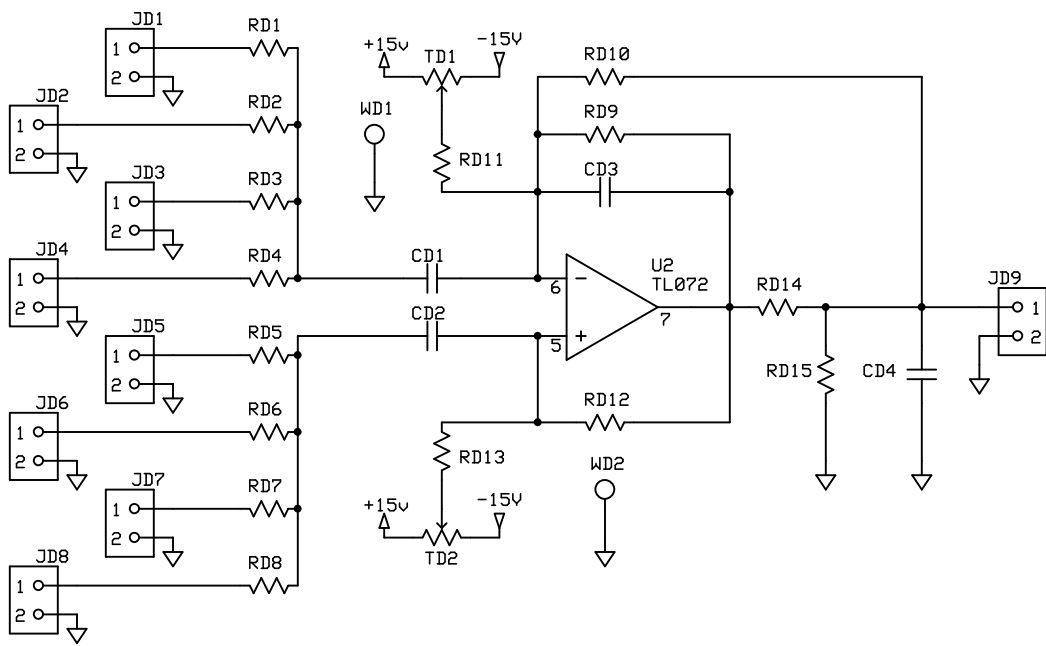 JD1
1
2
RD1
+15v
TD1
-15V
RD10
JD2
1
2
RD2
WD1
RD9
RD11
JD3
1
2
RD3
CD3
JD4
1
2
RD4
CD1
6
-
U2
TL072
7
RD14
JD9
1
2
CD2
5
+
JD5
1
2
RD5
RD15
CD4
JD6
1
2
RD6
RD12
RD13
WD2
JD7
1
2
RD7
+15v
-15V
TD2
JD8
1
2
RD8